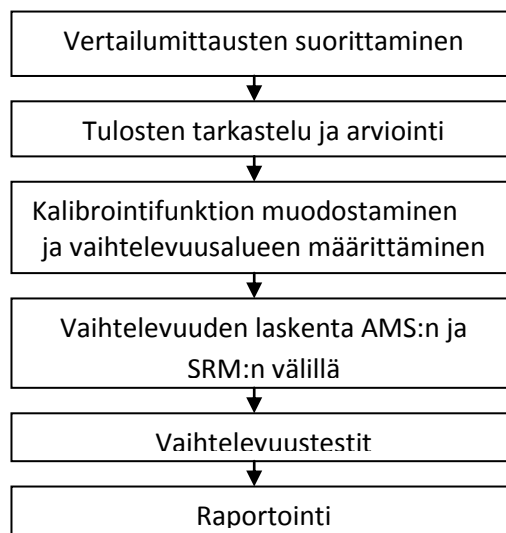 Vertailumittausten suorittaminen
Tulosten tarkastelu ja arviointi
Kalibrointifunktion muodostaminen
ja vaihtelevuusalueen määrittäminen
Vaihtelevuuden laskenta AMS:n ja
SRM:n välillä
Vaihtelevuustestit
Raportointi